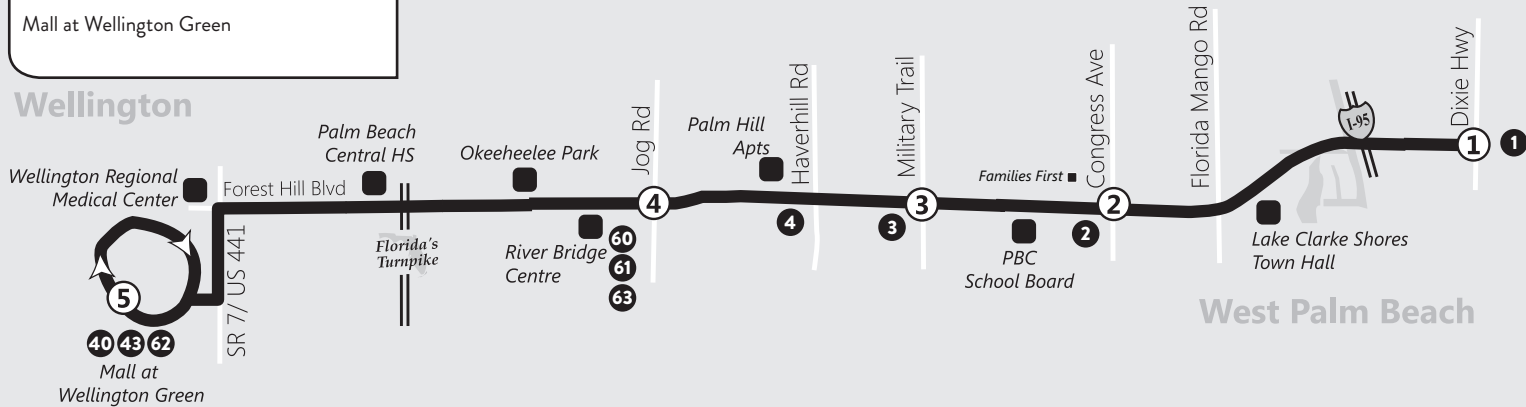 Mall at Wellington Green
Wellington
Wellington Regional
Medical Center
Forest Hill Blvd
Palm Beach
Central HS
Okeeheelee Park
Jog Rd
Palm Hill
Apts
Haverhill Rd
Military Trail
Families First
Congress Ave
Florida Mango Rd
I-95
Dixie Hwy
1
1
SR 7/ US 441
Florida's
Turnpike
River Bridge
Centre
4
60
61
63
4
3
3
PBC
School Board
2
2
Lake Clarke Shores
Town Hall
West Palm Beach
5
40 43 62
Mall at
Wellington Green